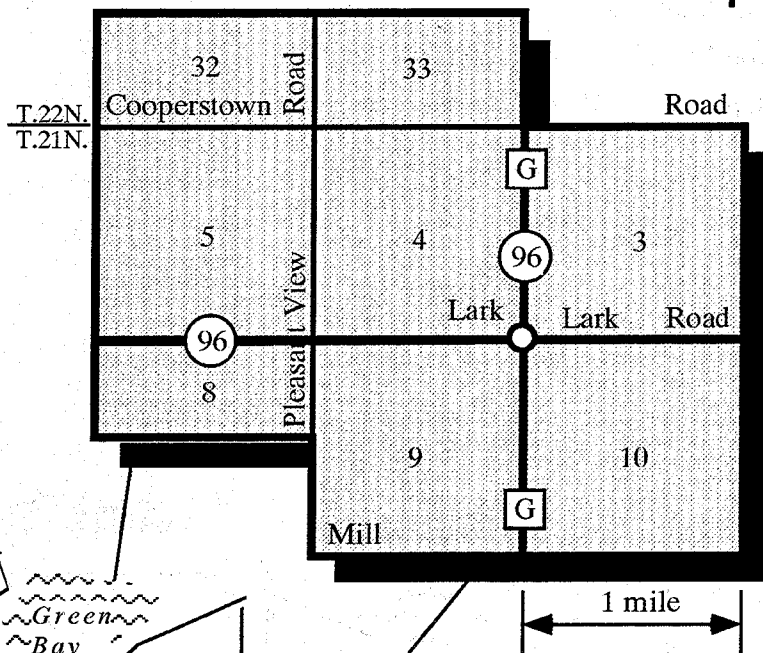 32
33
Road
T.22N.
Cooperstown
Road
T.21N.
G
5
4
96
3
Pleasant View
Lark
Lark
Road
96
8
9
10
G
Mill
1 mile
Green
Bay